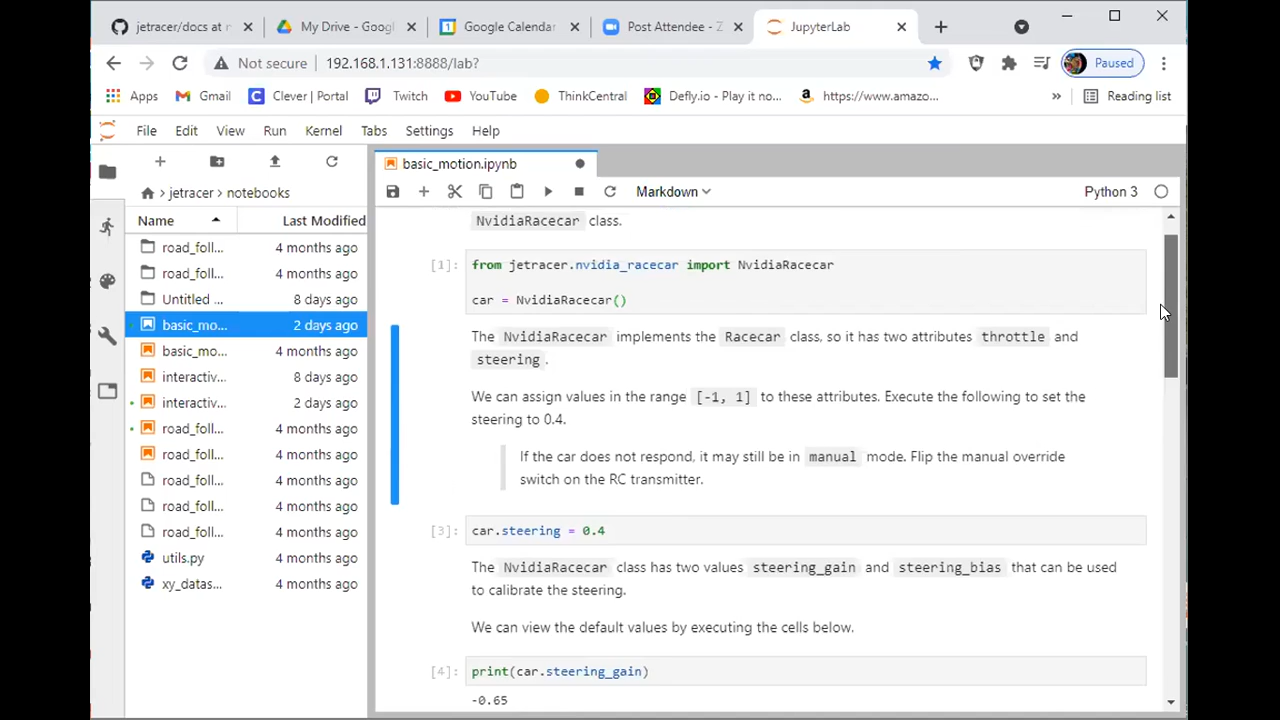 jetracer/docs at n
My Drive - Googl
Google Calendar
Post Attendee - Z
JupyterLab
Not secure
192.168.1.131:8888/lab?
Paused
Apps
Gmail
Clever | Portal
Twitch
YouTube
ThinkCentral
Defly.io - Play it no...
https://www.amazo...
»
Reading list
File
Edit
View
Run
Kernel
Tabs
Settings
Help
basic_motion.ipynb
/ jetracer / notebooks
Markdown
Python 3
Name
Last Modified
road_foll... 4 months ago
road_foll... 4 months ago
Untitled ... 8 days ago
basic_mo... 2 days ago
basic_mo... 4 months ago
interactiv... 8 days ago
interactiv... 2 days ago
road_foll... 4 months ago
road_foll... 4 months ago
road_foll... 4 months ago
road_foll... 4 months ago
road_foll... 4 months ago
utils.py 4 months ago
xy_datas... 4 months ago
NvidiaRacecar class.
[1]: from jetracer.nvidia_racecar import NvidiaRacecar
car = NvidiaRacecar()
The NvidiaRacecar implements the Racecar class, so it has two attributes throttle and
steering .
We can assign values in the range [-1, 1] to these attributes. Execute the following to set the
steering to 0.4.
If the car does not respond, it may still be in manual mode. Flip the manual override
switch on the RC transmitter.
[3]: car.steering = 0.4
The NvidiaRacecar class has two values steering_gain and steering_bias that can be used
to calibrate the steering.
We can view the default values by executing the cells below.
[4]: print(car.steering_gain)
-0.65